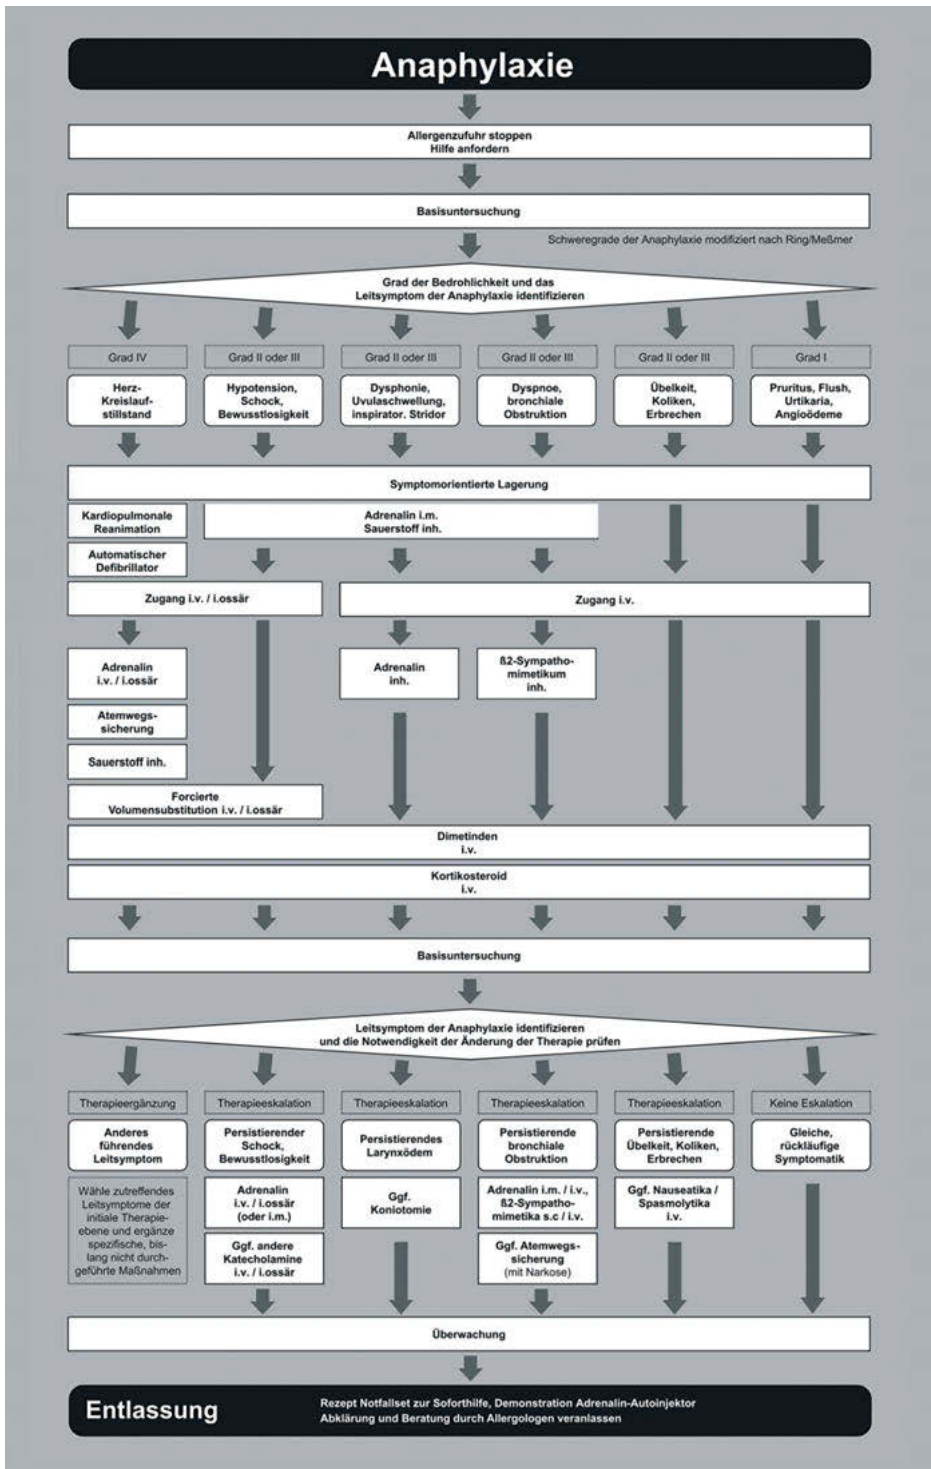 Anaphylaxie
Allergenzufuhr stoppen
Hilfe anfordern
Basisuntersuchung
Schweregrade der Anaphylaxie modifiziert nach Ring/Meßmer
Grad der Bedrohlichkeit und das
Leitsymptom der Anaphylaxie identifizieren
Grad IV
Herz-
Kreislauf-
stillstand
Grad II oder III
Hypotension,
Schock,
Bewusstlosigkeit
Grad II oder III
Dysphonie,
Uvulaschwellung,
inspirator. Stridor
Grad II oder III
Dyspnoe,
bronchiale
Obstruktion
Grad II oder III
Übelkeit,
Koliken,
Erbrechen
Grad I
Pruritus, Flush,
Urtikaria,
Angioödeme
Symptomorientierte Lagerung
Kardiopulmonale
Reanimation
Adrenalin i.m.
Sauerstoff inh.
Automatischer
Defibrillator
Zugang i.v. / i.ossär
Zugang i.v.
Adrenalin
i.v. / i.ossär
Adrenalin
inh.
ß2-Sympatho-
mimetikum
inh.
Atemwegs-
sicherung
Sauerstoff inh.
Forcierte
Volumensubstitution i.v. / i.ossär
Dimetinden
i.v.
Kortikosteroid
i.v.
Basisuntersuchung
Leitsymptom der Anaphylaxie identifizieren
und die Notwendigkeit der Änderung der Therapie prüfen
Therapieergänzung
Anderes
führendes
Leitsymptom
Wähle zutreffendes
Leitsymptome der
initiale Therapie-
ebene und ergänze
spezifische, bis-
lang nicht durch-
geführte Maßnahmen
Therapieeskalation
Persistierender
Schock,
Bewusstlosigkeit
Adrenalin
i.v. / i.ossär
(oder i.m.)
Ggf. andere
Katecholamine
i.v. / i.ossär
Therapieeskalation
Persistierendes
Larynxödem
Ggf.
Koniotomie
Therapieeskalation
Persistierende
bronchiale
Obstruktion
Adrenalin i.m. / i.v.,
ß2-Sympatho-
mimetika s.c / i.v.
Ggf. Atemwegs-
sicherung
(mit Narkose)
Therapieeskalation
Persistierende
Übelkeit, Koliken,
Erbrechen
Ggf. Nauseatika /
Spasmolytika
i.v.
Keine Eskalation
Gleiche,
rückläufige
Symptomatik
Überwachung
Entlassung
Rezept Notfallset zur Soforthilfe, Demonstration Adrenalin-Autoinjektor
Abklärung und Beratung durch Allergologen veranlassen